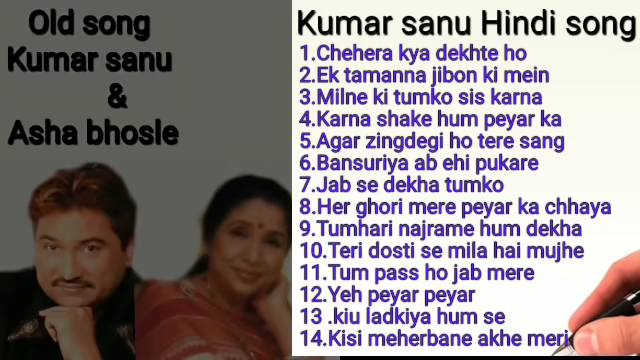 Old song
Kumar sanu
&
Asha bhosle
Kumar sanu Hindi song
1.Chehera kya dekhte ho
2.Ek tamanna jibon ki mein
3.Milne ki tumko sis karna
4.Karna shake hum peyar ka
5.Agar zingdegi ho tere sang
6.Bansuriya ab ehi pukare
7.Jab se dekha tumko
8.Her ghori mere peyar ka chhaya
9.Tumhari najrame hum dekha
10.Teri dosti se mila hai mujhe
11.Tum pass ho jab mere
12.Yeh peyar peyar
13 .kiu ladkiya hum se
14.Kisi meherbane akhe meri